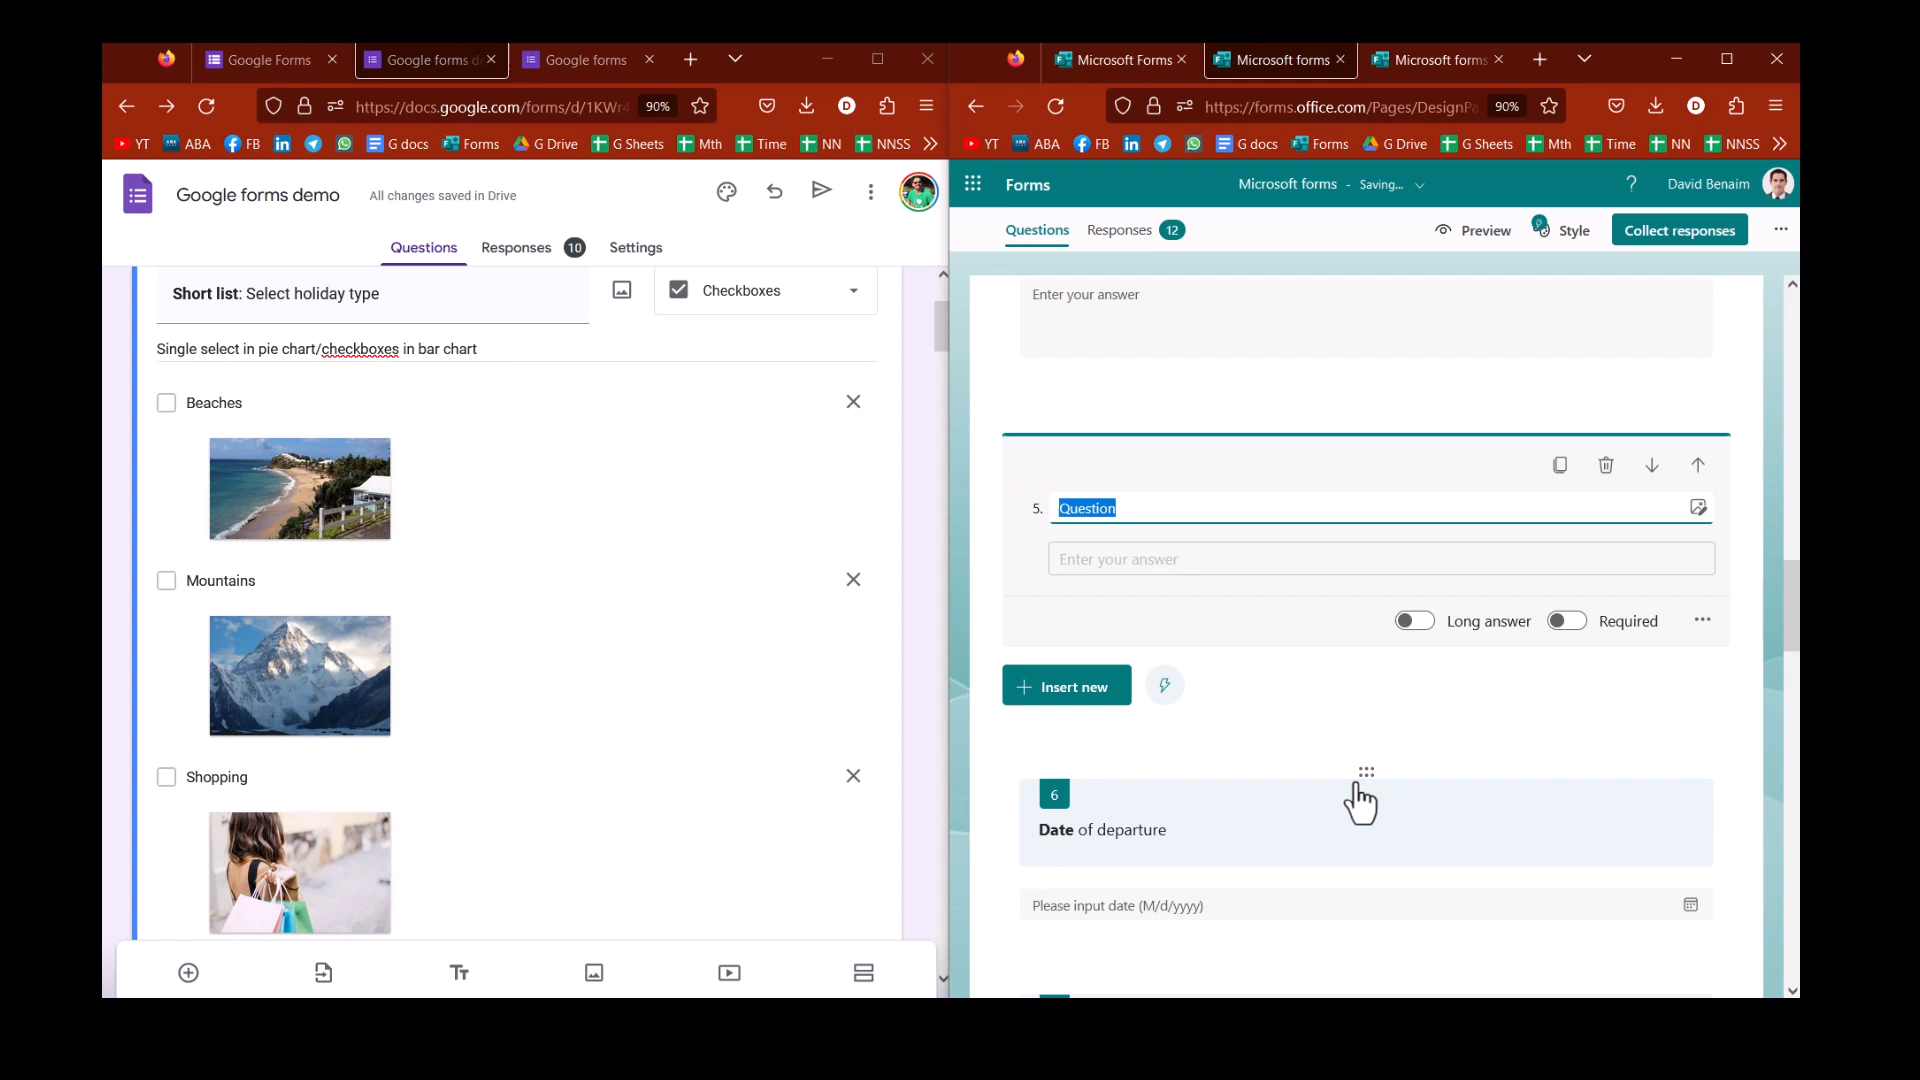 Google Forms
Google forms d
Google forms
https://docs.google.com/forms/d/1KWr4
90%
D
YT
ABA
FB
G docs
Forms
G Drive
G Sheets
Mth
Time
NN
NNSS
Google forms demo
All changes saved in Drive
Questions
Responses
10
Settings
Short list: Select holiday type
Checkboxes
Single select in pie chart/checkboxes in bar chart
Beaches
Mountains
Shopping
Tт
Microsoft Forms
Microsoft forms
Microsoft forms
https://forms.office.com/Pages/DesignPa
90%
D
YT
ABA
FB
G docs
Forms
G Drive
G Sheets
Mth
Time
NN
NNSS
Forms
Microsoft forms - Saving...
?
David Benaim
Questions
Responses
12
Preview
Style
Collect responses
Enter your answer
5.
Question
Enter your answer
Long answer
Required
Insert new
6
Date of departure
Please input date (M/d/yyyy)